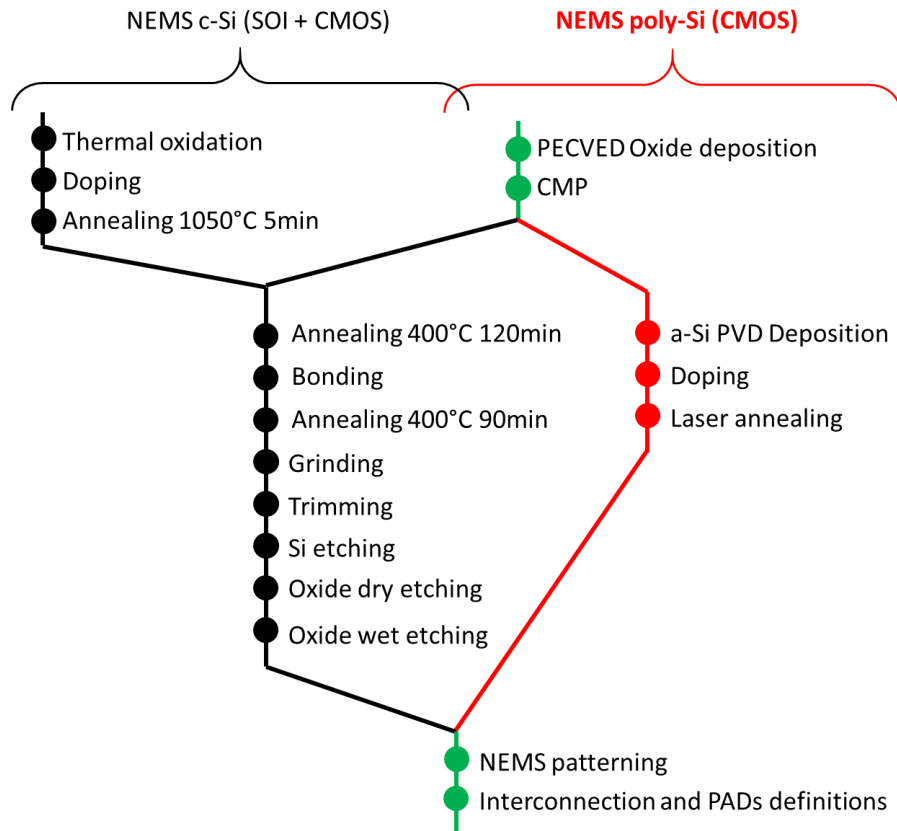 NEMS c-Si (SOI + CMOS)
NEMS poly-Si (CMOS)
Thermal oxidation
Doping
Annealing 1050°C 5min
PECVED Oxide deposition
CMP
Annealing 400°C 120min
Bonding
Annealing 400°C 90min
Grinding
Trimming
Si etching
Oxide dry etching
Oxide wet etching
a-Si PVD Deposition
Doping
Laser annealing
NEMS patterning
Interconnection and PADs definitions